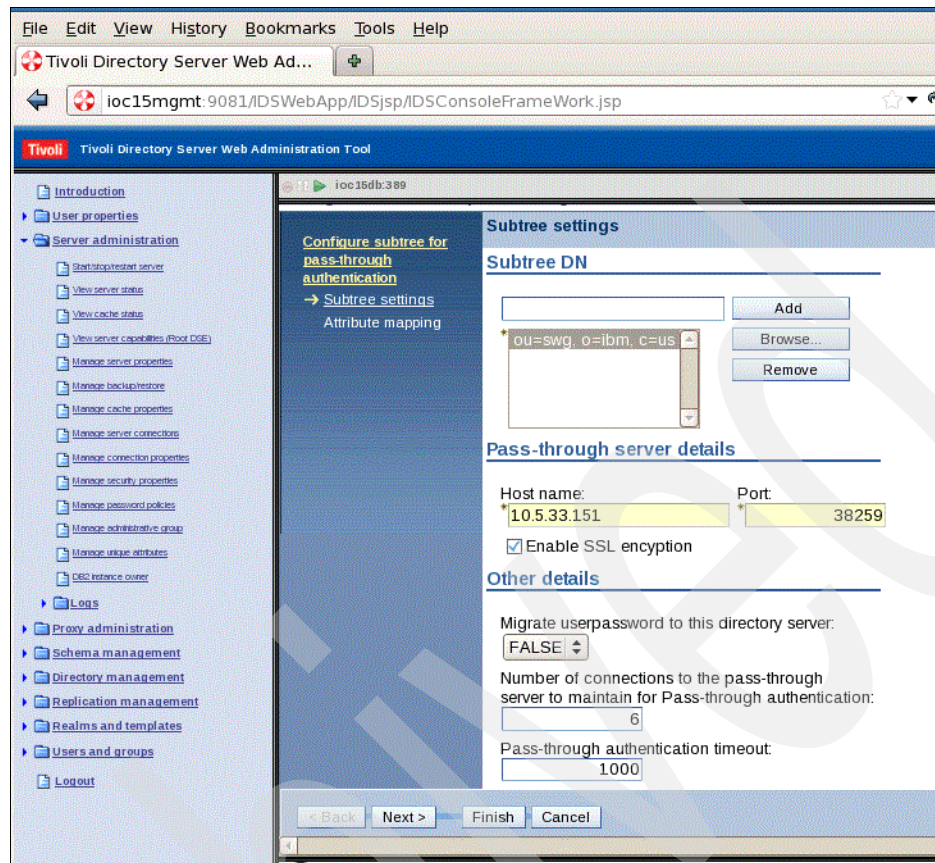 File Edit View History Bookmarks Tools Help
Tivoli Directory Server Web Ad...
ioc15mgmt:9081/IDSWebApp/IDSjsp/IDSConsoleFrameWork.jsp
Tivoli Tivoli Directory Server Web Administration Tool
Introduction
User properties
Server administration
Start/stop/restart server
View server status
View cache status
View server capabilities (Root DSE)
Manage server properties
Manage backup/restore
Manage cache properties
Manage server connections
Manage connection properties
Manage security properties
Manage password policies
Manage administrative group
Manage unique attributes
DB2 instance owner
Logs
Proxy administration
Schema management
Directory management
Replication management
Realms and templates
Users and groups
Logout
ioc15db:389
Configure subtree for
pass-through
authentication
Subtree settings
Attribute mapping
Subtree settings
Subtree DN
Add
* ou=swg, o=ibm, c=us
Browse...
Remove
Pass-through server details
Host name: Port:
*10.5.33.151 * 38259
Enable SSL encyption
Other details
Migrate userpassword to this directory server:
FALSE
Number of connections to the pass-through
server to maintain for Pass-through authentication:
6
Pass-through authentication timeout:
1000
< Back Next > Finish Cancel